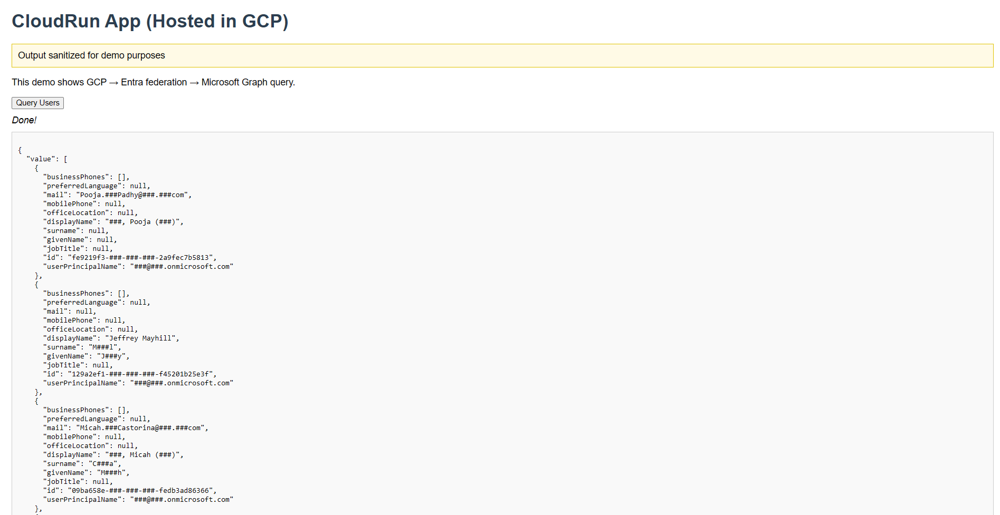 CloudRun App (Hosted in GCP)
Output sanitized for demo purposes
This demo shows GCP → Entra federation → Microsoft Graph query.
Query Users
Done!
{
  "value": [
    {
      "businessPhones": [],
      "preferredLanguage": null,
      "mail": "Pooja.###Padhy@###.###com",
      "mobilePhone": null,
      "officeLocation": null,
      "displayName": "###, Pooja (###)",
      "surname": null,
      "givenName": null,
      "jobTitle": null,
      "id": "fe9219f3-###-###-###-2a9fec7b5813",
      "userPrincipalName": "###@###.onmicrosoft.com"
    },
    {
      "businessPhones": [],
      "preferredLanguage": null,
      "mail": null,
      "mobilePhone": null,
      "officeLocation": null,
      "displayName": "Jeffrey Mayhill",
      "surname": "M###l",
      "givenName": "J###y",
      "jobTitle": null,
      "id": "129a2ef1-###-###-###-f45201b25e3f",
      "userPrincipalName": "###@###.onmicrosoft.com"
    },
    {
      "businessPhones": [],
      "preferredLanguage": null,
      "mail": "Micah.###Castorina@###.###com",
      "mobilePhone": null,
      "officeLocation": null,
      "displayName": "###, Micah (###)",
      "surname": "C###a",
      "givenName": "M###h",
      "jobTitle": null,
      "id": "09ba658e-###-###-###-fedb3ad86366",
      "userPrincipalName": "###@###.onmicrosoft.com"
    },